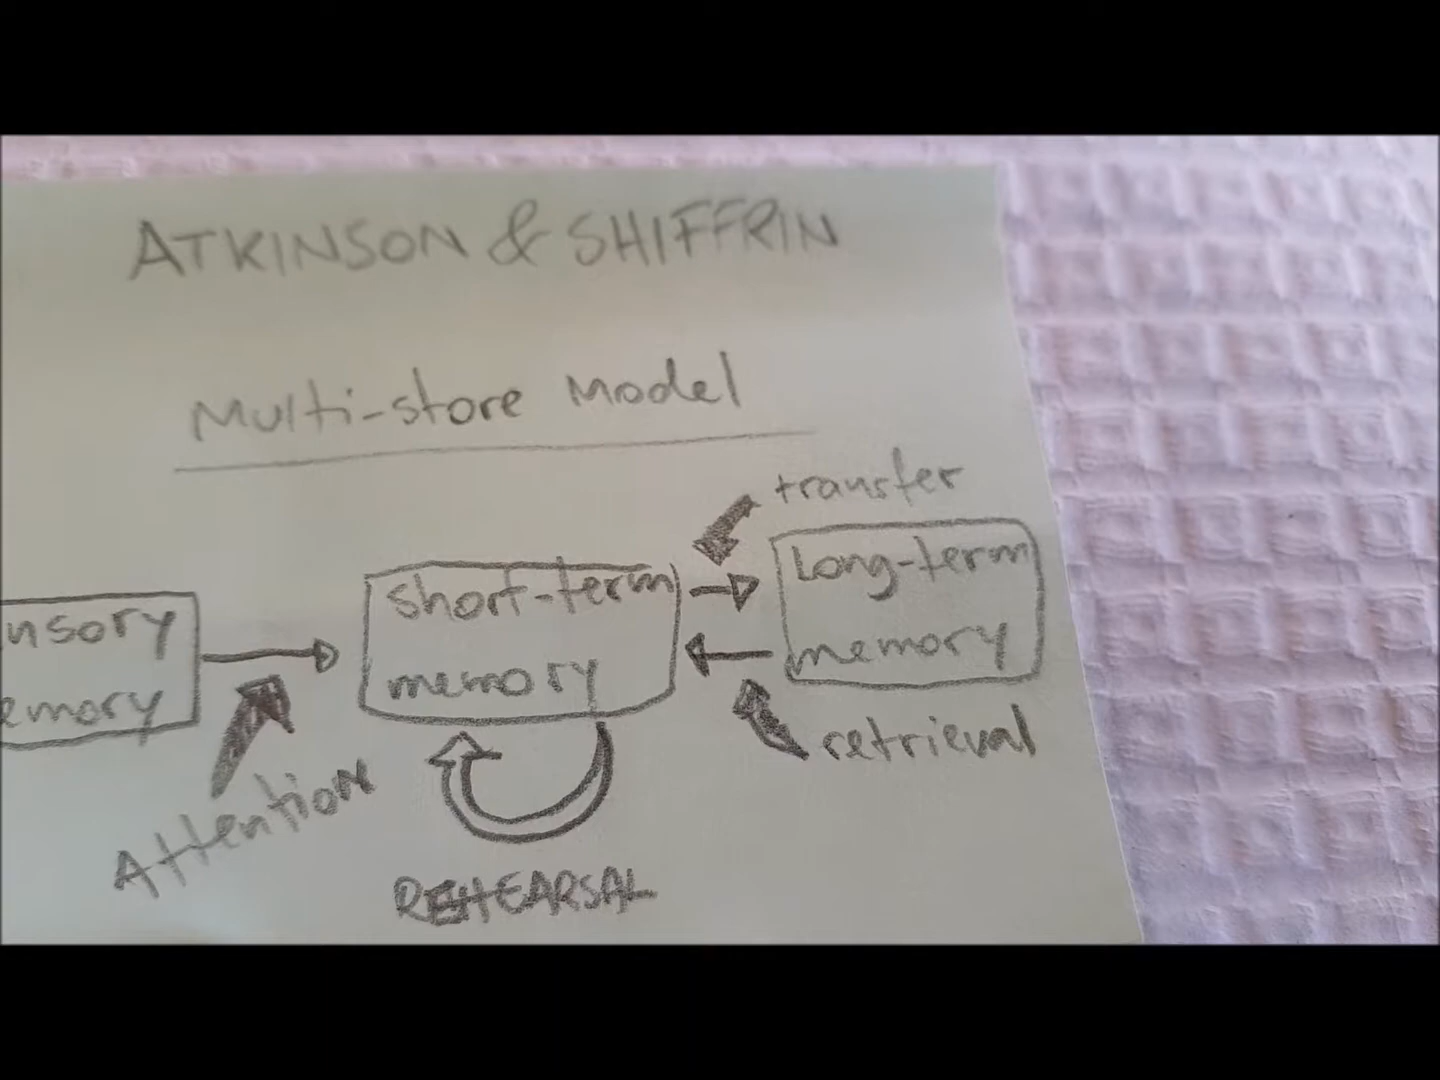 ATKINSON & SHIFFRIN
Multi-store Model
transfer
nsory
emory
short-term
memory
Long-term
memory
retrieval
Attention
REHEARSAL